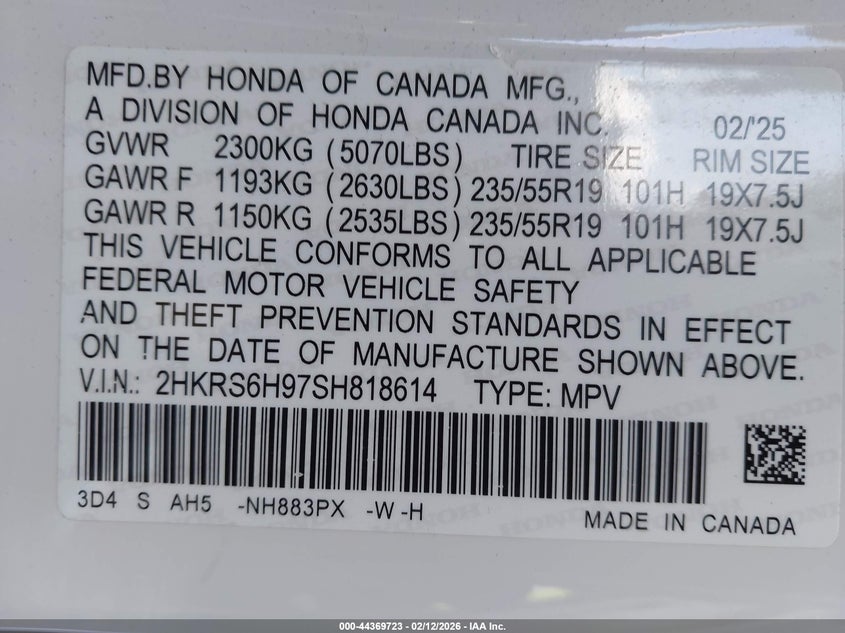 MFD.BY HONDA OF CANADA MFG.,
A DIVISION OF HONDA CANADA INC. 02/'25
GVWR 2300KG (5070LBS) TIRE SIZE RIM SIZE
GAWR F 1193KG (2630LBS) 235/55R19 101H 19X7.5J
GAWR R 1150KG (2535LBS) 235/55R19 101H 19X7.5J
THIS VEHICLE CONFORMS TO ALL APPLICABLE
FEDERAL MOTOR VEHICLE SAFETY
AND THEFT PREVENTION STANDARDS IN EFFECT
ON THE DATE OF MANUFACTURE SHOWN ABOVE.
V.I.N.: 2HKRS6H97SH818614 TYPE: MPV
3D4 S AH5 -NH883PX -W -H
MADE IN CANADA
000-44369723 - 02/12/2026 - IAA Inc.